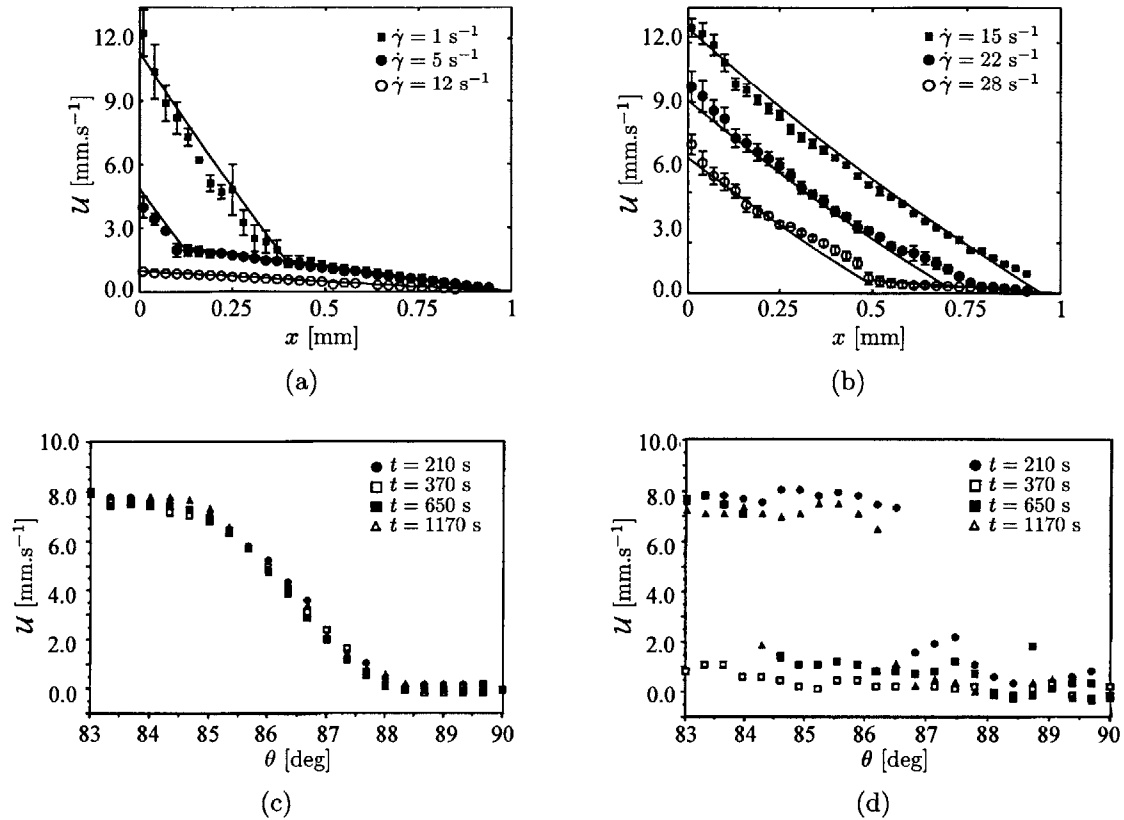 12.0
9.0
6.0
3.0
0.0
𝒰 [mm.s⁻¹]
γ̇ = 1 s⁻¹
γ̇ = 5 s⁻¹
γ̇ = 12 s⁻¹
0 0.25 0.5 0.75 1
x [mm]
(a)
12.0
9.0
6.0
3.0
0.0
𝒰 [mm.s⁻¹]
γ̇ = 15 s⁻¹
γ̇ = 22 s⁻¹
γ̇ = 28 s⁻¹
0 0.25 0.5 0.75 1
x [mm]
(b)
10.0
8.0
6.0
4.0
2.0
0.0
𝒰 [mm.s⁻¹]
t = 210 s
t = 370 s
t = 650 s
t = 1170 s
83 84 85 86 87 88 89 90
θ [deg]
(c)
10.0
8.0
6.0
4.0
2.0
0.0
𝒰 [mm.s⁻¹]
t = 210 s
t = 370 s
t = 650 s
t = 1170 s
83 84 85 86 87 88 89 90
θ [deg]
(d)